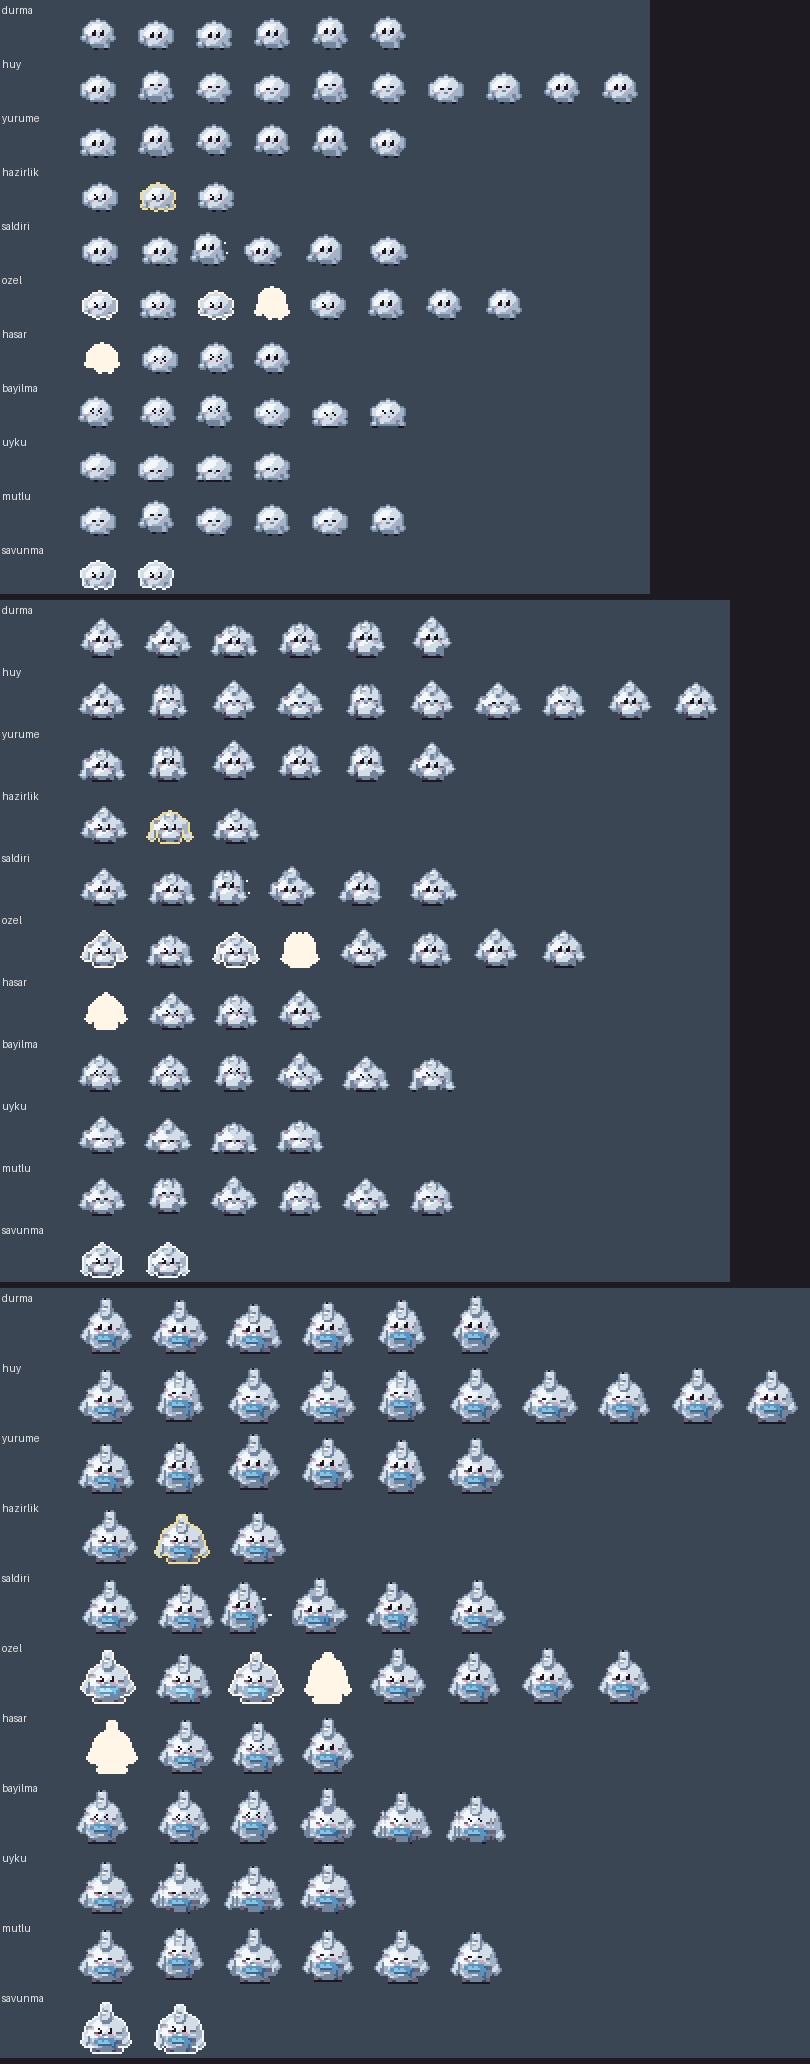 durma
huy
yurume
hazirlik
saldiri
ozel
hasar
bayilma
uyku
mutlu
savunma
durma
huy
yurume
hazirlik
saldiri
ozel
hasar
bayilma
uyku
mutlu
savunma
durma
huy
yurume
hazirlik
saldiri
ozel
hasar
bayilma
uyku
mutlu
savunma